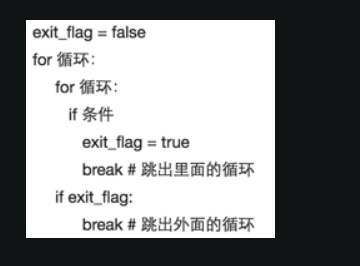 exit_flag = false
for 循环:
for 循环:
if 条件
exit_flag = true
break # 跳出里面的循环
if exit_flag:
break # 跳出外面的循环